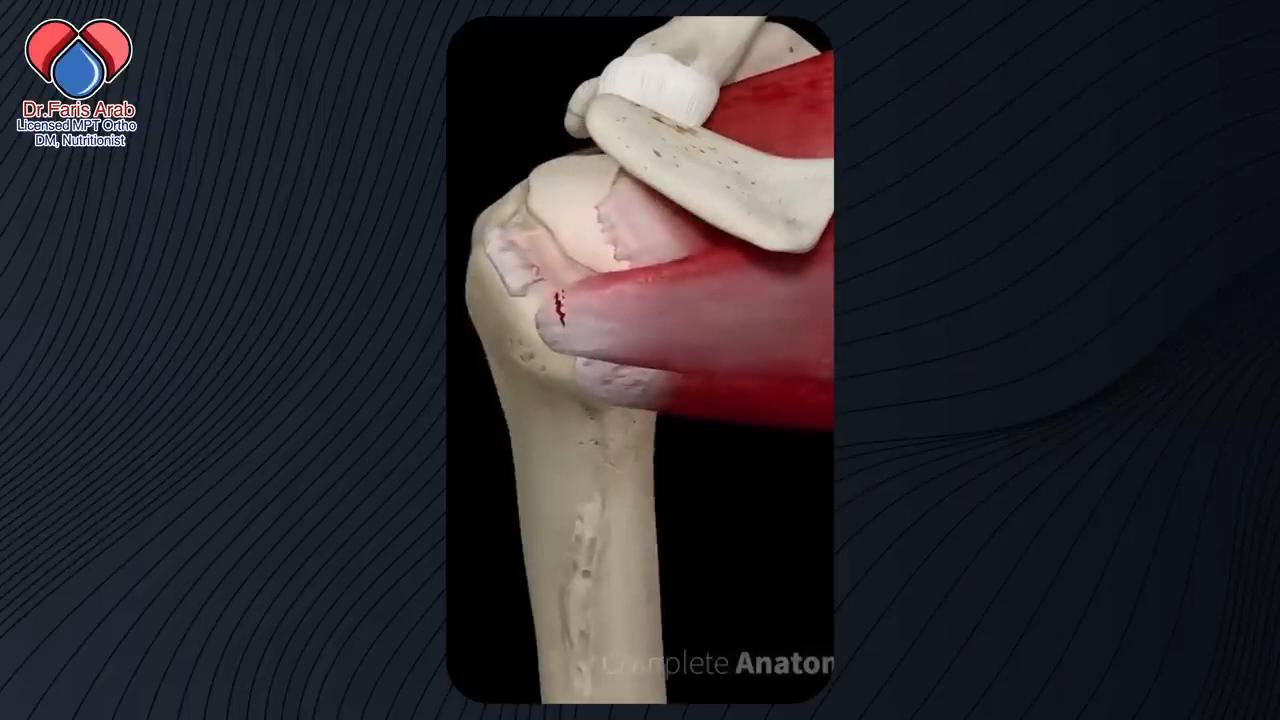 Dr.Faris Arab
Licensed MPT Ortho
DM, Nutritionist
Anatom